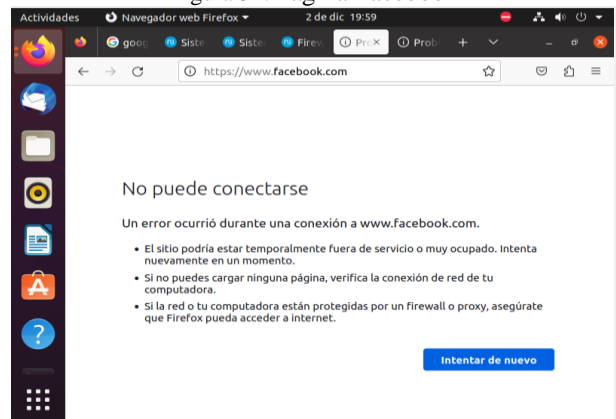 Actividades Navegador web Firefox 2 de dic 19:59
goog Siste Siste Firew Pro Prob
https://www.facebook.com
No puede conectarse
Un error ocurrió durante una conexión a www.facebook.com.
El sitio podría estar temporalmente fuera de servicio o muy ocupado. Intenta
nuevamente en un momento.
Si no puedes cargar ninguna página, verifica la conexión de red de tu
computadora.
Si la red o tu computadora están protegidas por un firewall o proxy, asegúrate
que Firefox pueda acceder a internet.
Intentar de nuevo